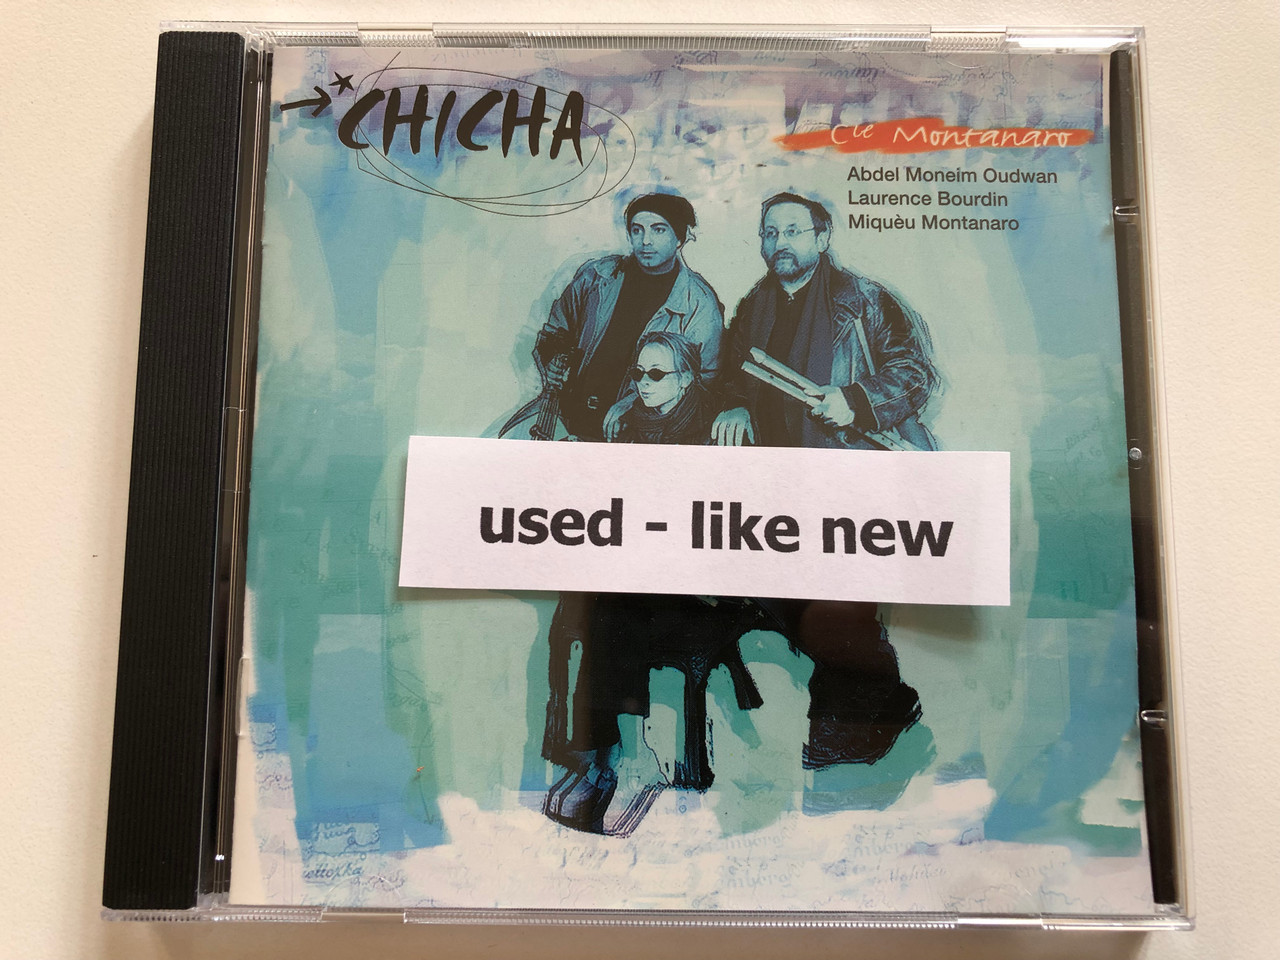 CHICHA
Cie Montanaro
Abdel Moneim Oudwan
Laurence Bourdin
Miquèu Montanaro
used - like new